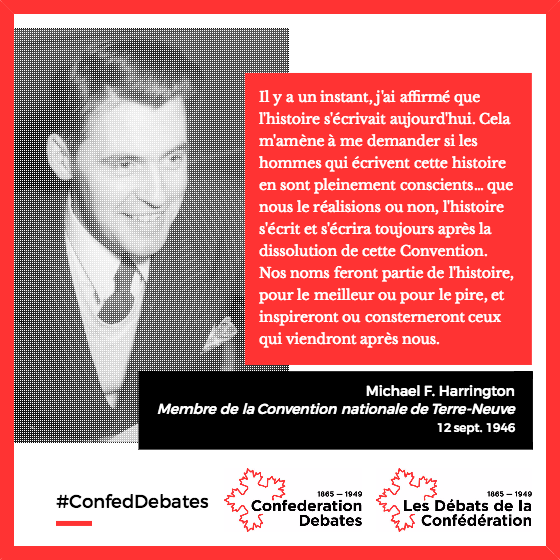 Il y a un instant, j'ai affirmé que
l'histoire s'écrivait aujourd'hui. Cela
m'amène à me demander si les
hommes qui écrivent cette histoire
en sont pleinement conscients... que
nous le réalisions ou non, l'histoire
s'écrit et s'écrira toujours après la
dissolution de cette Convention.
Nos noms feront partie de l'histoire,
pour le meilleur ou pour le pire, et
inspireront ou consterneront ceux
qui viendront après nous.
Michael F. Harrington
Membre de la Convention nationale de Terre-Neuve
12 sept. 1946
#ConfedDebates
1865 — 1949
Confederation
Debates
1865 — 1949
Les Débats de la
Confédération